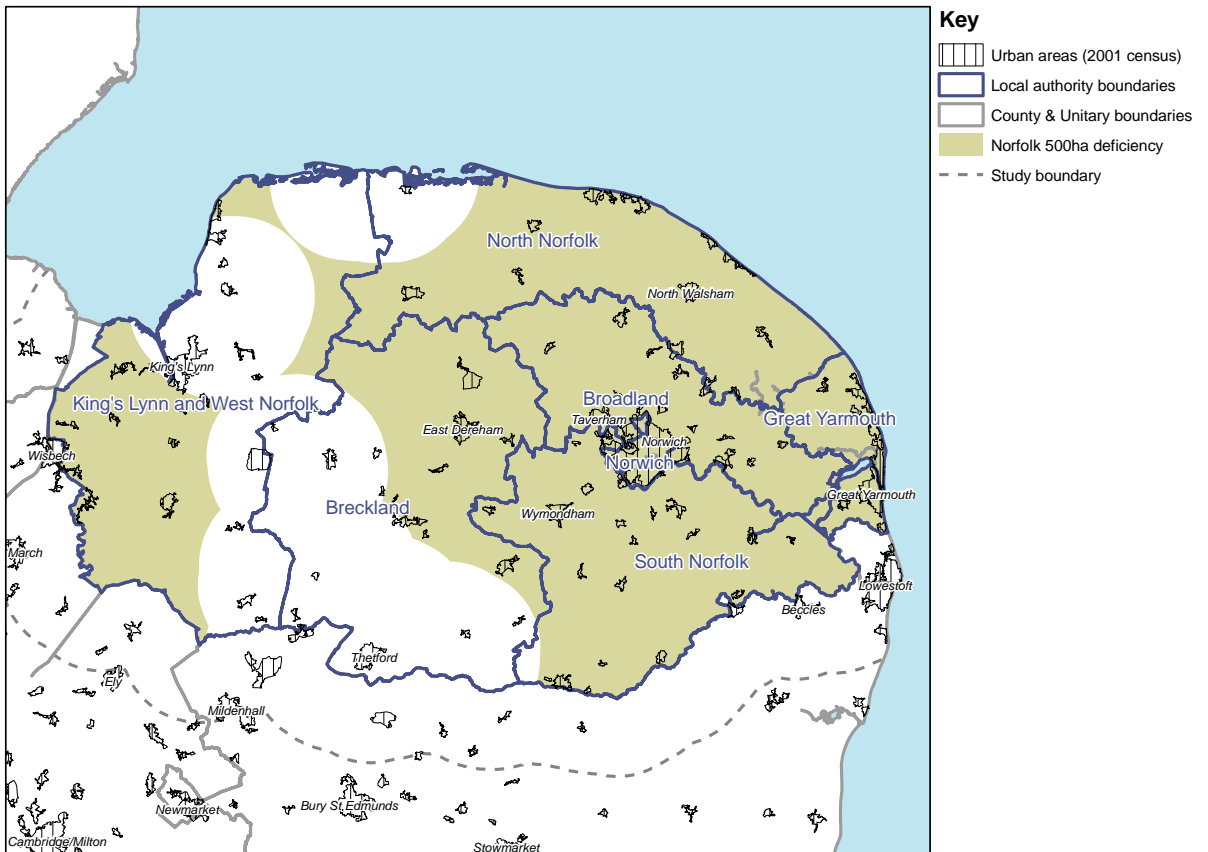 Key
Urban areas (2001 census)
Local authority boundaries
County & Unitary boundaries
Norfolk 500ha deficiency
Study boundary
North Norfolk
North Walsham
King's Lynn
King's Lynn and West Norfolk
Broadland
Taverham
Great Yarmouth
East Dereham
Norwich
Wisbech
Norwich
Great Yarmouth
Breckland
Wymondham
March
South Norfolk
Lowestoft
Beccles
Thetford
Ely
Mildenhall
Newmarket
Bury St.Edmunds
Cambridge/Milton
Stowmarket